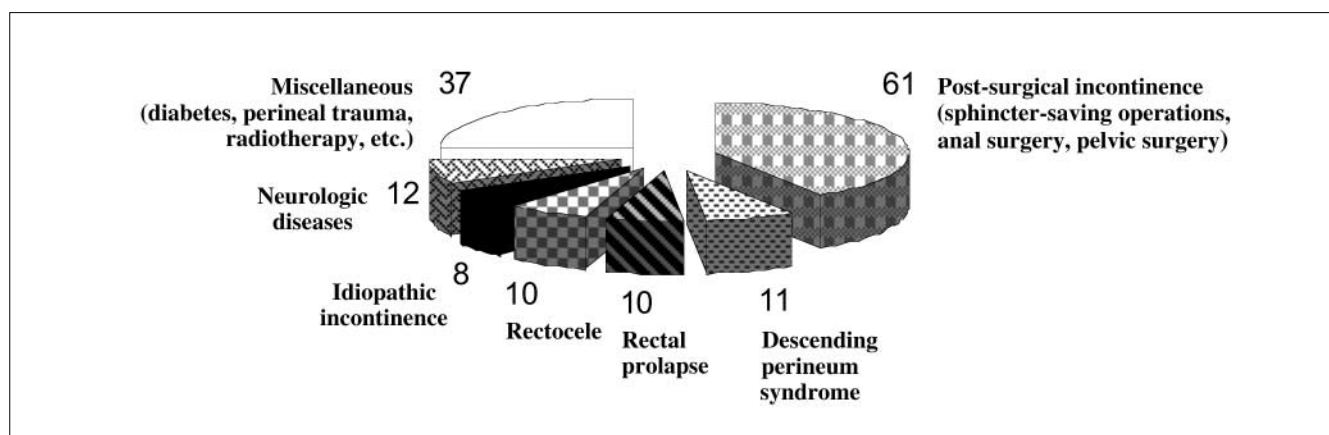 37
Miscellaneous
(diabetes, perineal trauma,
radiotherapy, etc.)
61
Post-surgical incontinence
(sphincter-saving operations,
anal surgery, pelvic surgery)
12
Neurologic
diseases
8
Idiopathic
incontinence
10
Rectocele
10
Rectal
prolapse
11
Descending
perineum
syndrome